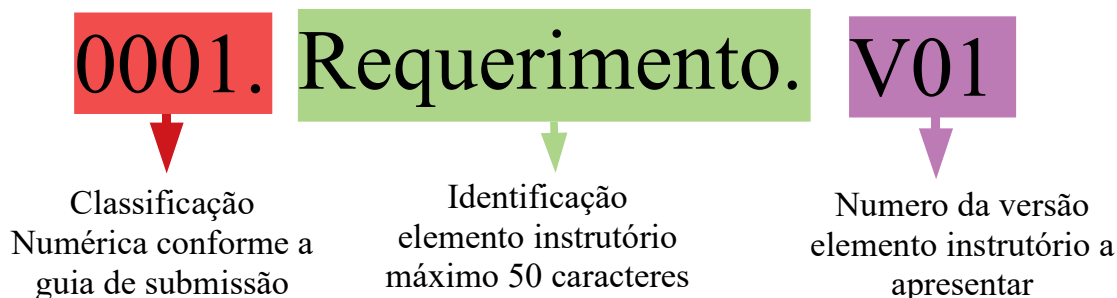 0001. Requerimento. V01
Classificação
Numérica conforme a
guia de submissão
Identificação
elemento instrutório
máximo 50 caracteres
Numero da versão
elemento instrutório a
apresentar